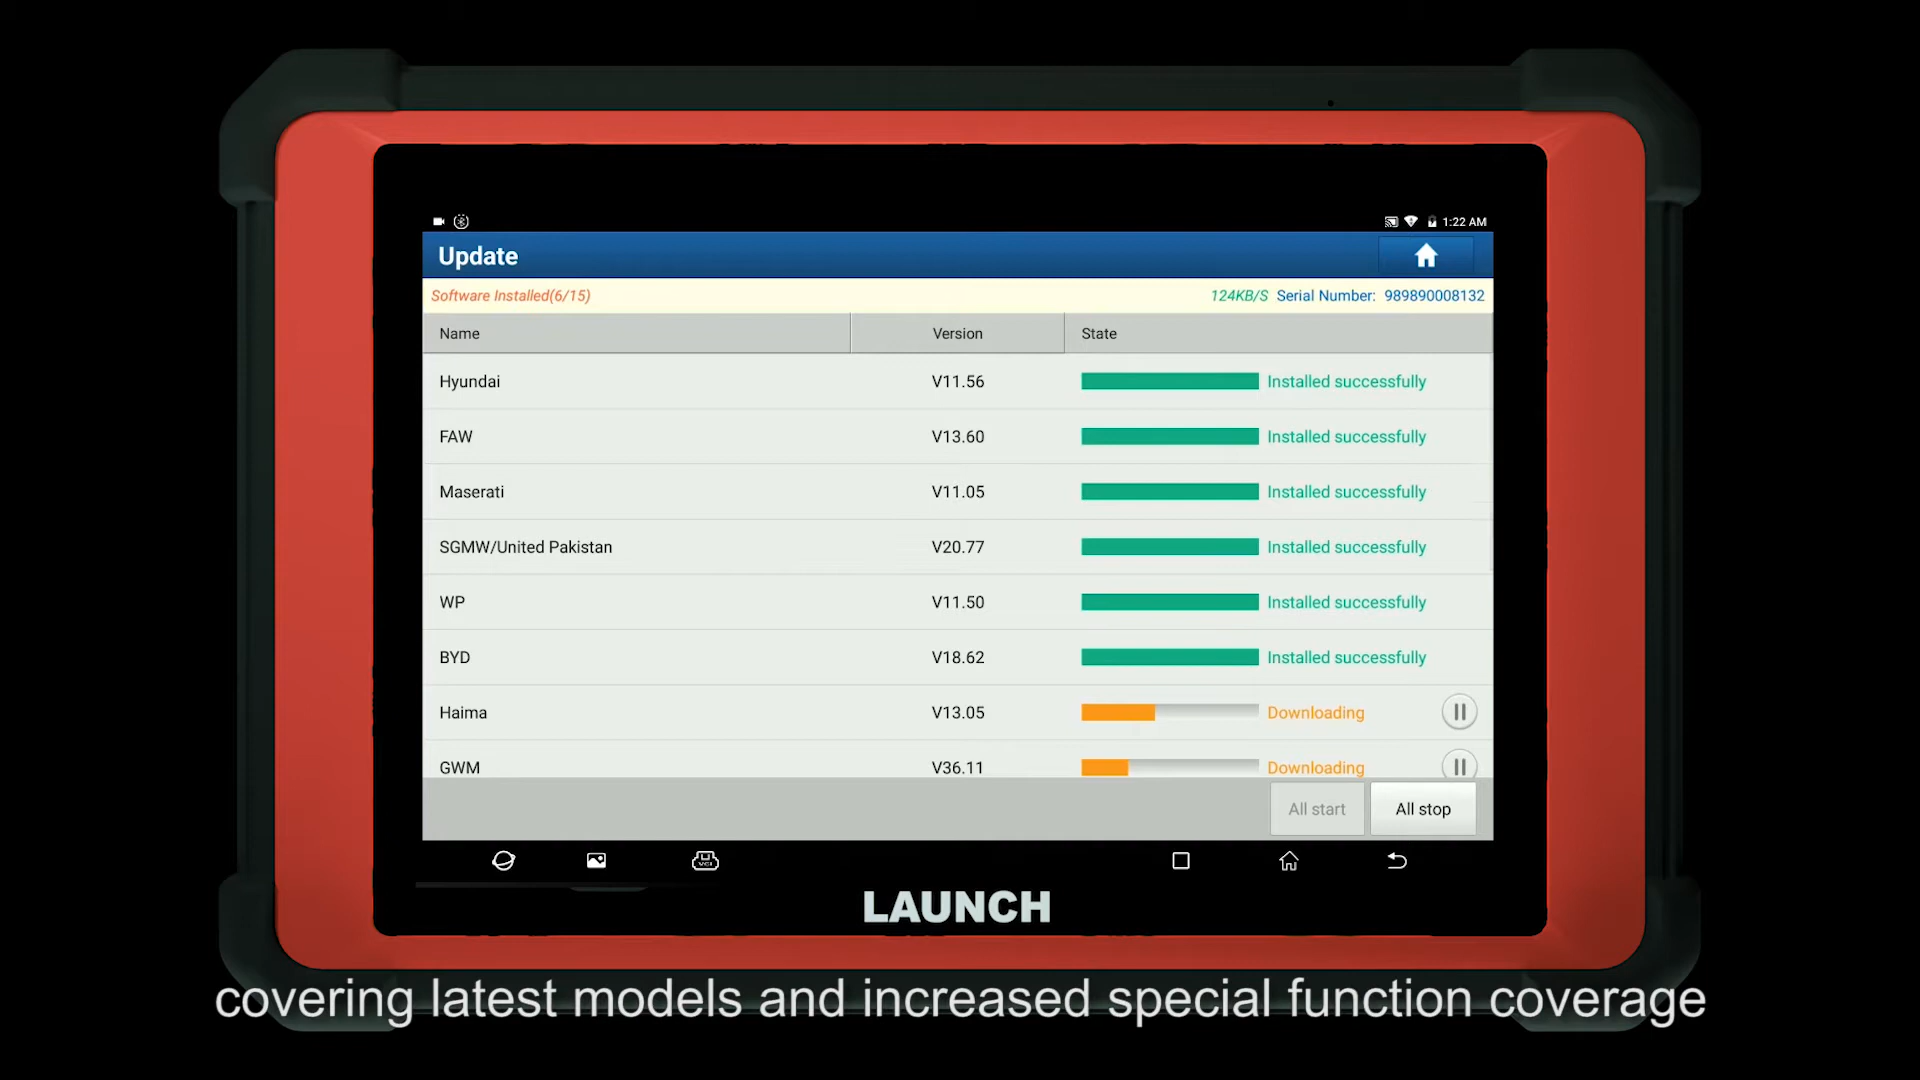 1:22 AM
Update
Software Installed(6/15) 124KB/S Serial Number: 989890008132
Name Version State
Hyundai V11.56 Installed successfully
FAW V13.60 Installed successfully
Maserati V11.05 Installed successfully
SGMW/United Pakistan V20.77 Installed successfully
WP V11.50 Installed successfully
BYD V18.62 Installed successfully
Haima V13.05 Downloading
GWM V36.11 Downloading
All start All stop
VCI
LAUNCH
covering latest models and increased special function coverage